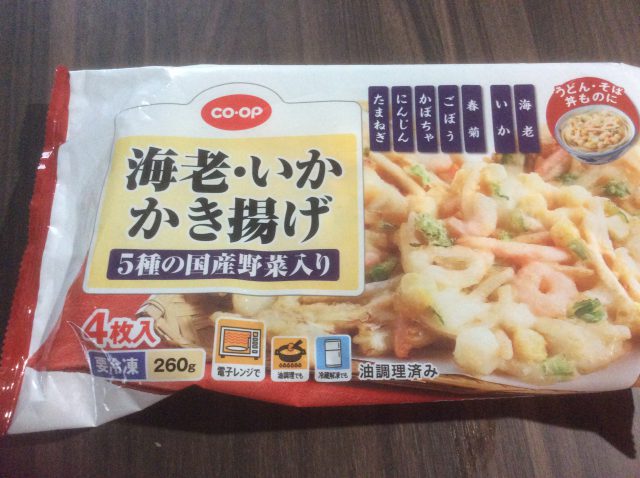 CO・OP
海老・いか
かき揚げ
5種の国産野菜入り
海老
いか
春菊
ごぼう
かぼちゃ
にんじん
たまねぎ
うどん・そば
丼ものに
4枚入
要冷凍 260g
電子レンジで
油調理でも
冷蔵解凍でも
油調理済み